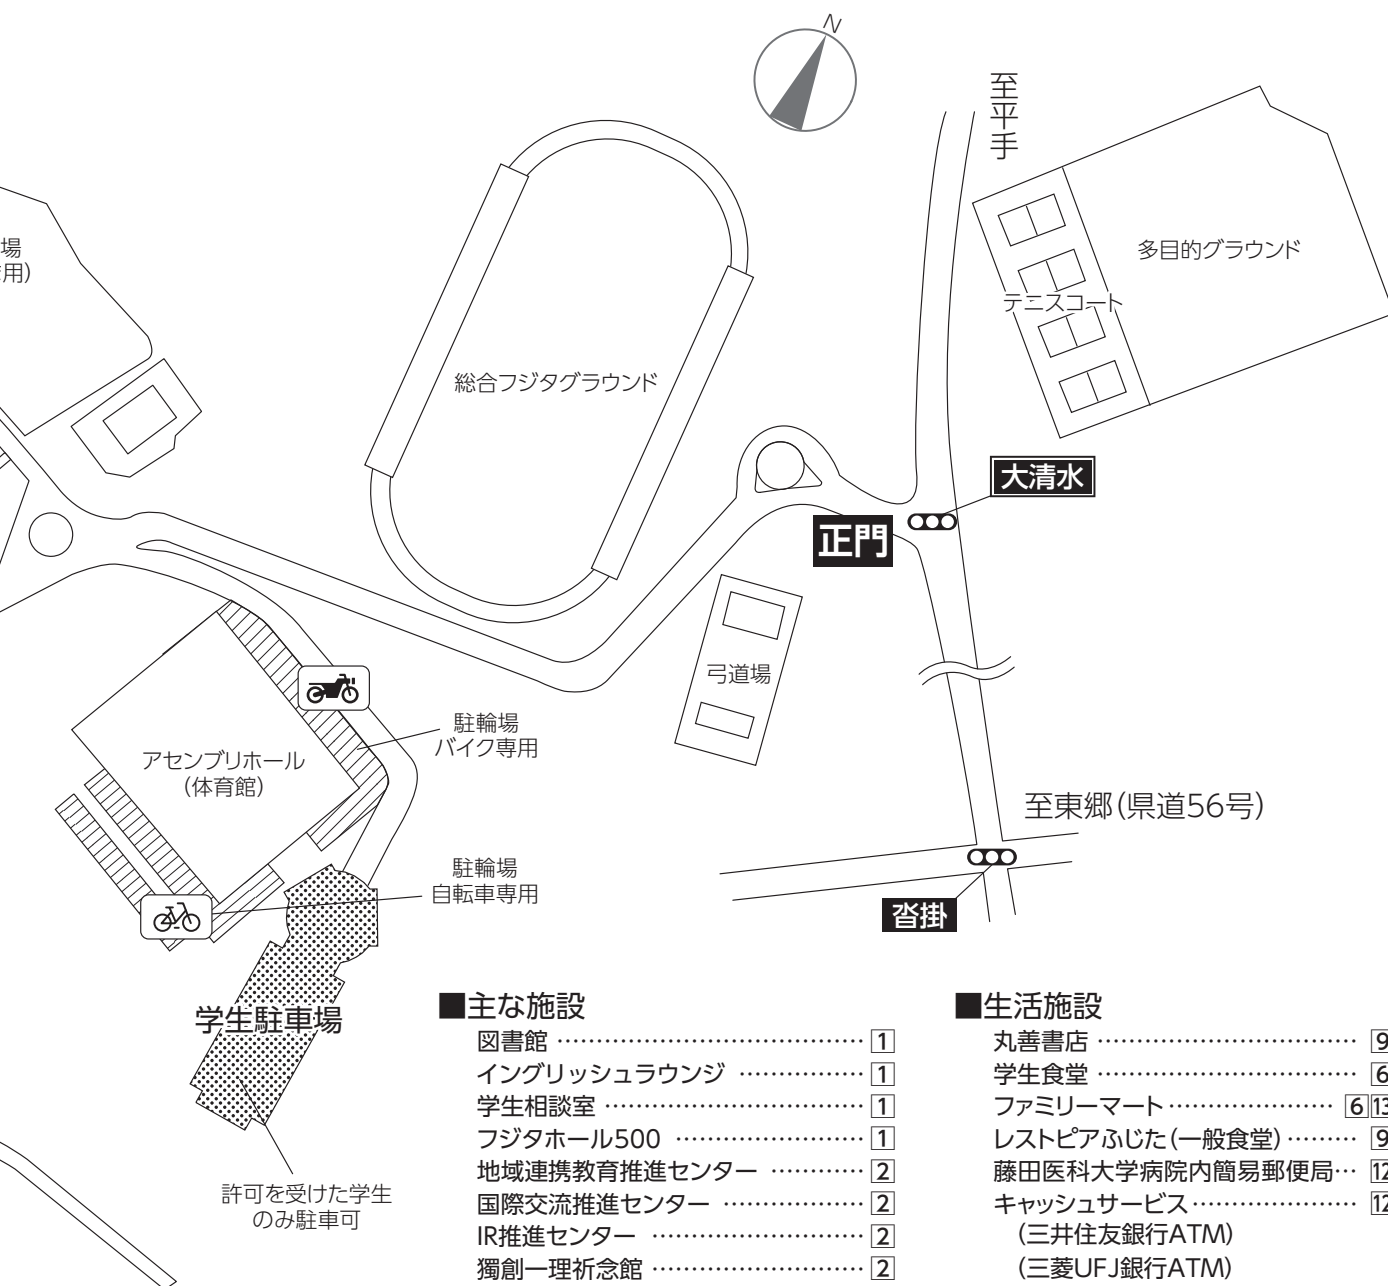 N
至平手
場
用)
多目的グラウンド
テニスコート
総合フジタグラウンド
大清水
正門
弓道場
駐輪場
バイク専用
アセンブリホール
(体育館)
至東郷(県道56号)
駐輪場
自転車専用
沓掛
学生駐車場
許可を受けた学生
のみ駐車可
■主な施設
図書館 …………………………………… 1
イングリッシュラウンジ ……………… 1
学生相談室 ……………………………… 1
フジタホール500 ……………………… 1
地域連携教育推進センター ………… 2
国際交流推進センター ……………… 2
IR推進センター ……………………… 2
獨創一理祈念館 ……………………… 2
■生活施設
丸善書店 ……………………………… 9
学生食堂 ……………………………… 6
ファミリーマート ………………… 6 13
レストピアふじた(一般食堂) ……… 9
藤田医科大学病院内簡易郵便局… 12
キャッシュサービス ………………… 12
(三井住友銀行ATM)
(三菱UFJ銀行ATM)